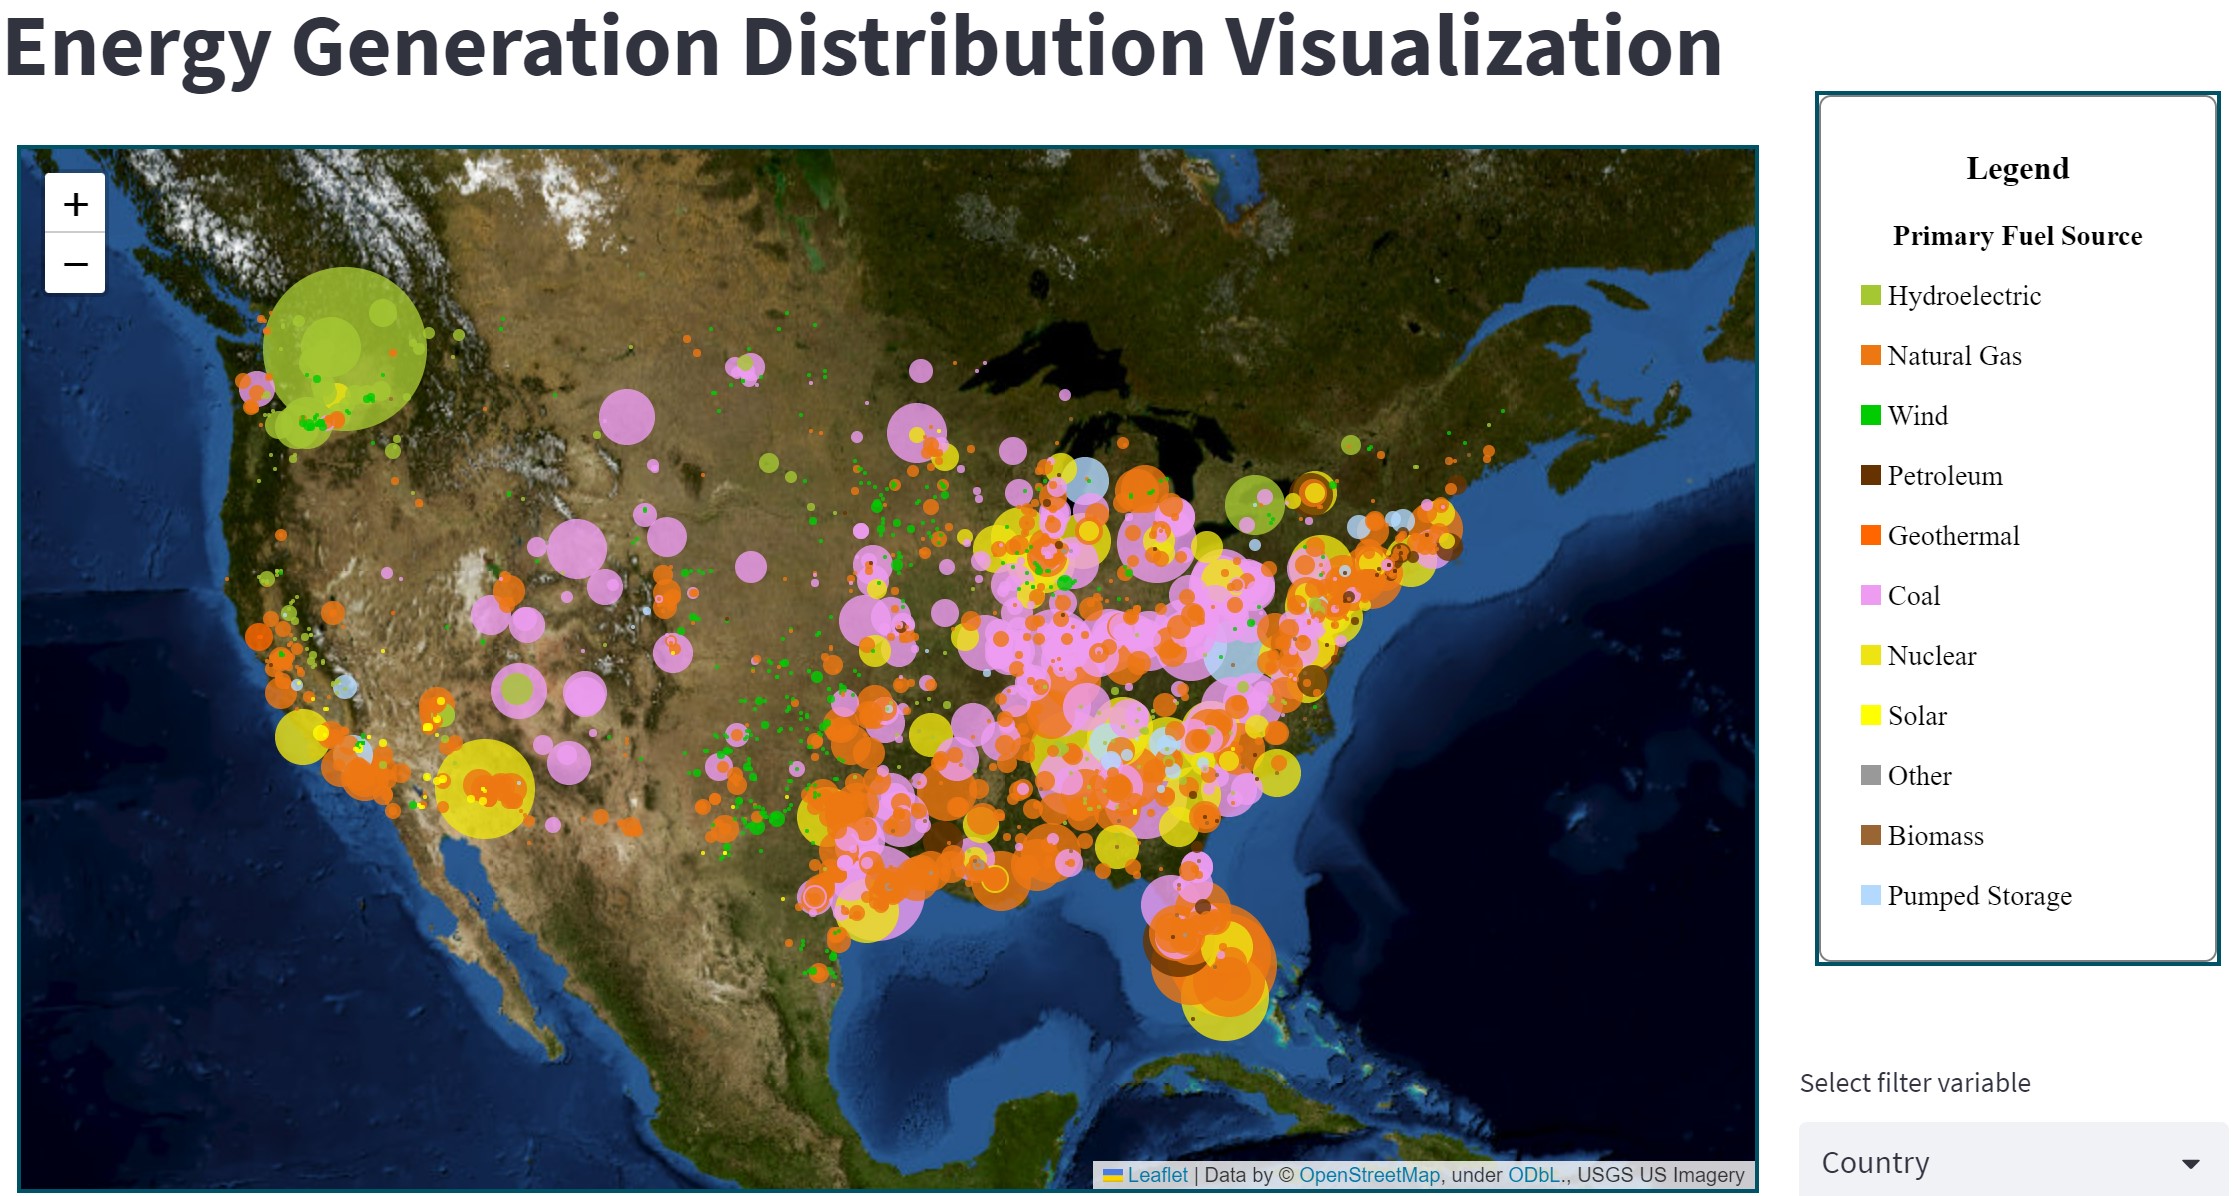 Energy Generation Distribution Visualization
+
−
Legend
Primary Fuel Source
Hydroelectric
Natural Gas
Wind
Petroleum
Geothermal
Coal
Nuclear
Solar
Other
Biomass
Pumped Storage
Leaflet | Data by © OpenStreetMap, under ODbL., USGS US Imagery
Select filter variable
Country